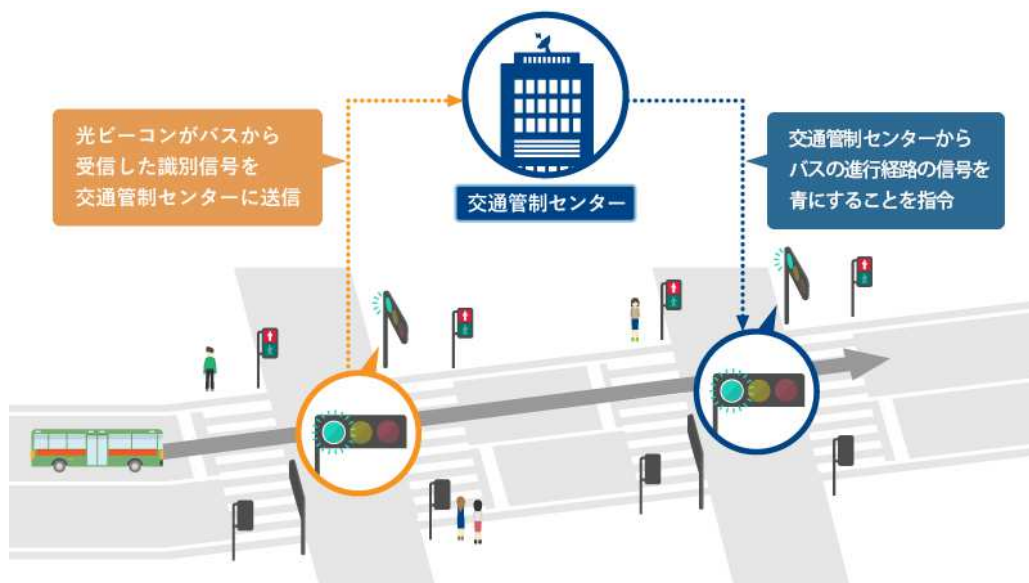 光ビーコンがバスから
受信した識別信号を
交通管制センターに送信
交通管制センター
交通管制センターから
バスの進行経路の信号を
青にすることを指令